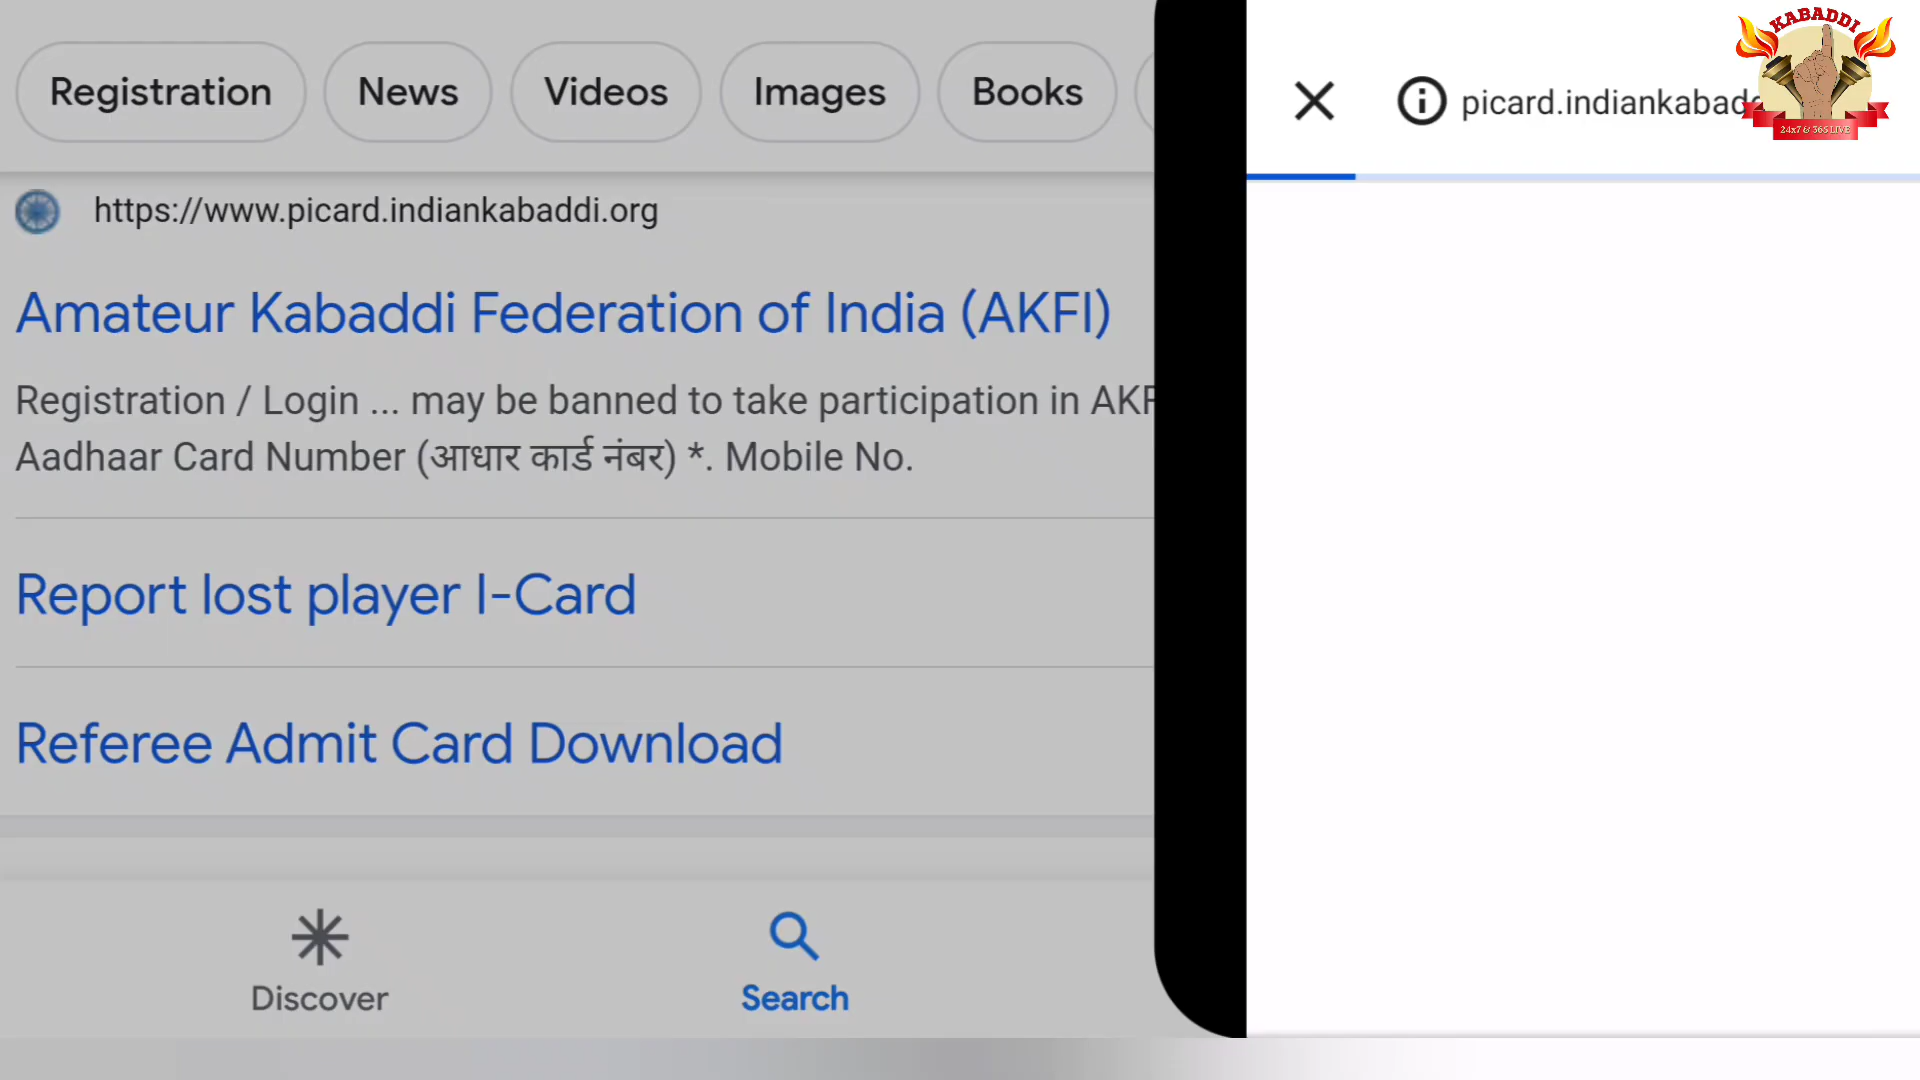 Registration
News
Videos
Images
Books
https://www.picard.indiankabaddi.org
Amateur Kabaddi Federation of India (AKFI)
Registration / Login ... may be banned to take participation in AKF
Aadhaar Card Number (आधार कार्ड नंबर) *. Mobile No.
Report lost player I-Card
Referee Admit Card Download
Discover
Search
picard.indiankabadd
KABADDI
24x7 & 365 LIVE